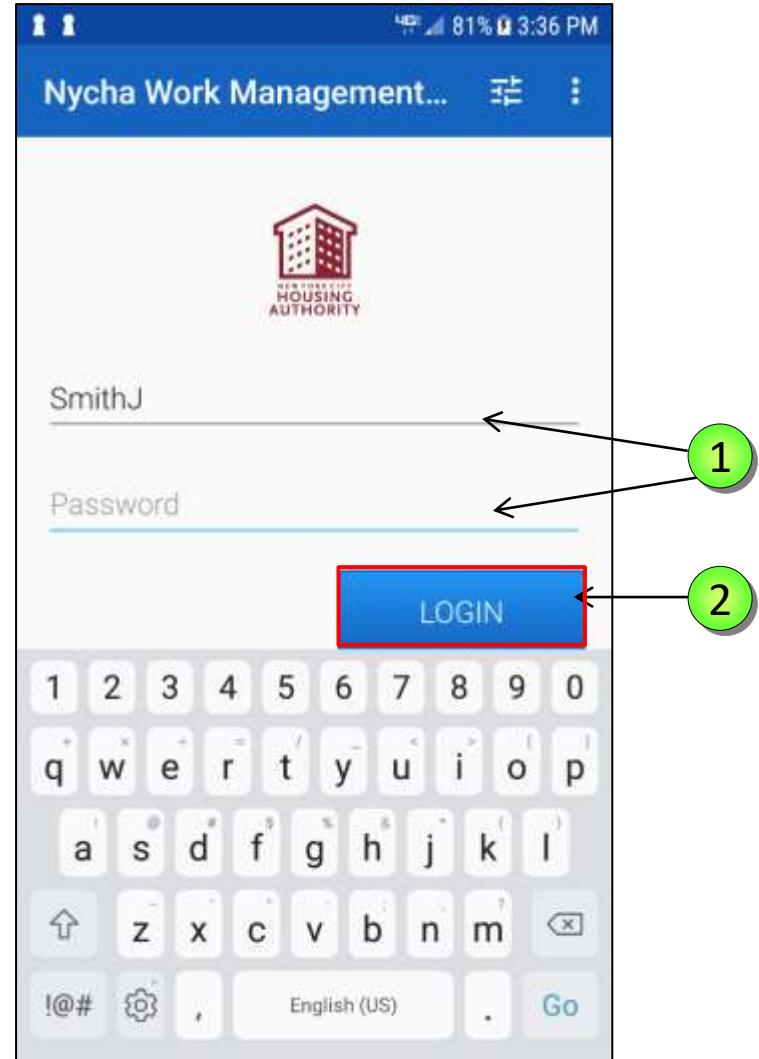 81% 3:36 PM
Nycha Work Management...
NEW YORK CITY
HOUSING
AUTHORITY
SmithJ
1
Password
LOGIN
2
1 2 3 4 5 6 7 8 9 0
q w e r t y u i o p
a s d f g h j k l
z x c v b n m
!@# , English (US) . Go